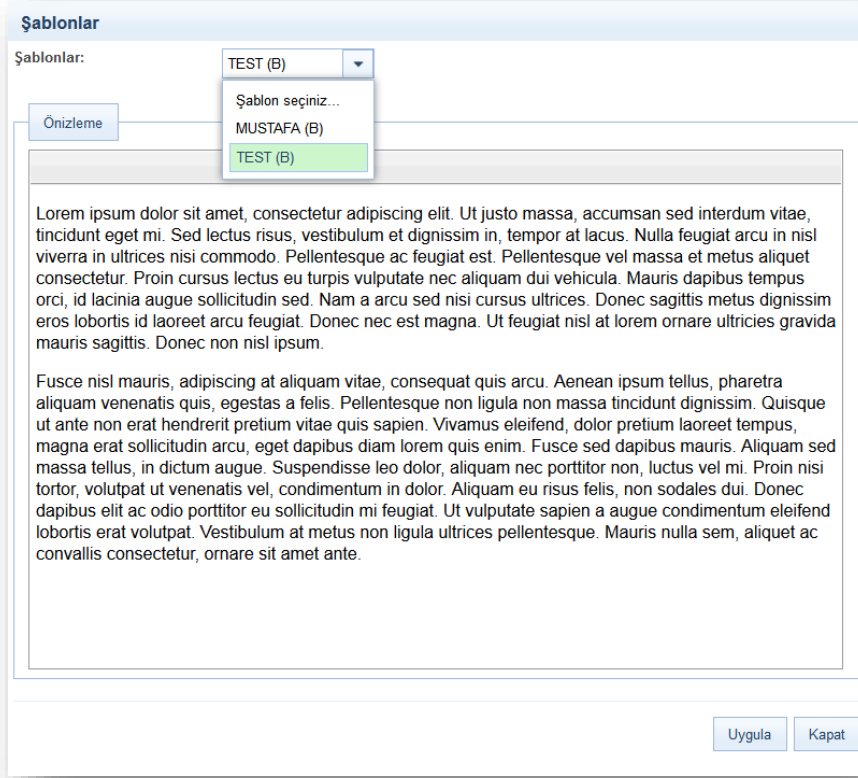 Şablonlar
Şablonlar:
TEST (B)
Şablon seçiniz...
MUSTAFA (B)
TEST (B)
Önizleme
Lorem ipsum dolor sit amet, consectetur adipiscing elit. Ut justo massa, accumsan sed interdum vitae,
tincidunt eget mi. Sed lectus risus, vestibulum et dignissim in, tempor at lacus. Nulla feugiat arcu in nisl
viverra in ultrices nisi commodo. Pellentesque ac feugiat est. Pellentesque vel massa et metus aliquet
consectetur. Proin cursus lectus eu turpis vulputate nec aliquam dui vehicula. Mauris dapibus tempus
orci, id lacinia augue sollicitudin sed. Nam a arcu sed nisi cursus ultrices. Donec sagittis metus dignissim
eros lobortis id laoreet arcu feugiat. Donec nec est magna. Ut feugiat nisl at lorem ornare ultricies gravida
mauris sagittis. Donec non nisl ipsum.
Fusce nisl mauris, adipiscing at aliquam vitae, consequat quis arcu. Aenean ipsum tellus, pharetra
aliquam venenatis quis, egestas a felis. Pellentesque non ligula non massa tincidunt dignissim. Quisque
ut ante non erat hendrerit pretium vitae quis sapien. Vivamus eleifend, dolor pretium laoreet tempus,
magna erat sollicitudin arcu, eget dapibus diam lorem quis enim. Fusce sed dapibus mauris. Aliquam sed
massa tellus, in dictum augue. Suspendisse leo dolor, aliquam nec porttitor non, luctus vel mi. Proin nisi
tortor, volutpat ut venenatis vel, condimentum in dolor. Aliquam eu risus felis, non sodales dui. Donec
dapibus elit ac odio porttitor eu sollicitudin mi feugiat. Ut vulputate sapien a augue condimentum eleifend
lobortis erat volutpat. Vestibulum at metus non ligula ultrices pellentesque. Mauris nulla sem, aliquet ac
convallis consectetur, ornare sit amet ante.
Uygula
Kapat